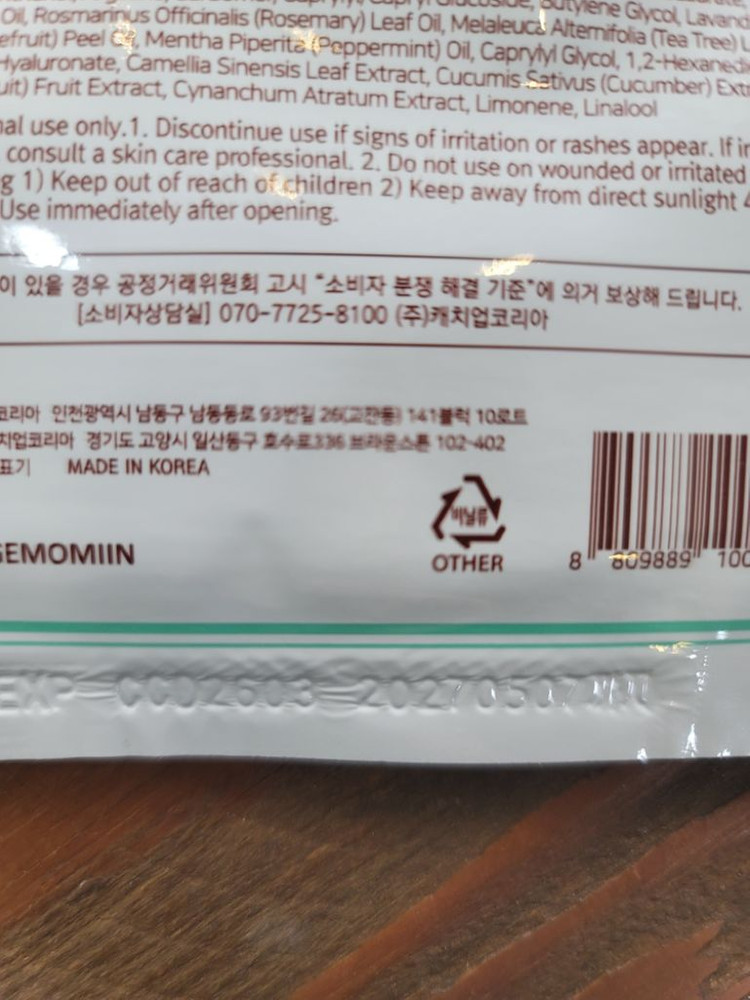 Oil, Rosmarinus Officinalis (Rosemary) Leaf Oil, Melaleuca Alternifolia (Tea Tree)
efruit) Peel Oil, Mentha Piperita (Peppermint) Oil, Caprylyl Glycol, 1,2-Hexanedi
Hyaluronate, Camellia Sinensis Leaf Extract, Cucumis Sativus (Cucumber) Extr
uit) Fruit Extract, Cynanchum Atratum Extract, Limonene, Linalool
nal use only.1. Discontinue use if signs of irritation or rashes appear. If ir
consult a skin care professional. 2. Do not use on wounded or irritated
g 1) Keep out of reach of children 2) Keep away from direct sunlight 4
Use immediately after opening.
이 있을 경우 공정거래위원회 고시 "소비자 분쟁 해결 기준"에 의거 보상해 드립니다.
[소비자상담실] 070-7725-8100 (주)캐치업코리아
코리아 인천광역시 남동구 남동동로 93번길 26(고잔동) 141블럭 10로트
치업코리아 경기도 고양시 일산동구 호수로336 브라운스톤 102-402
표기 MADE IN KOREA
비닐류
OTHER
GEMOMIIN
8 809889 100
EXP CCO2603 20270507